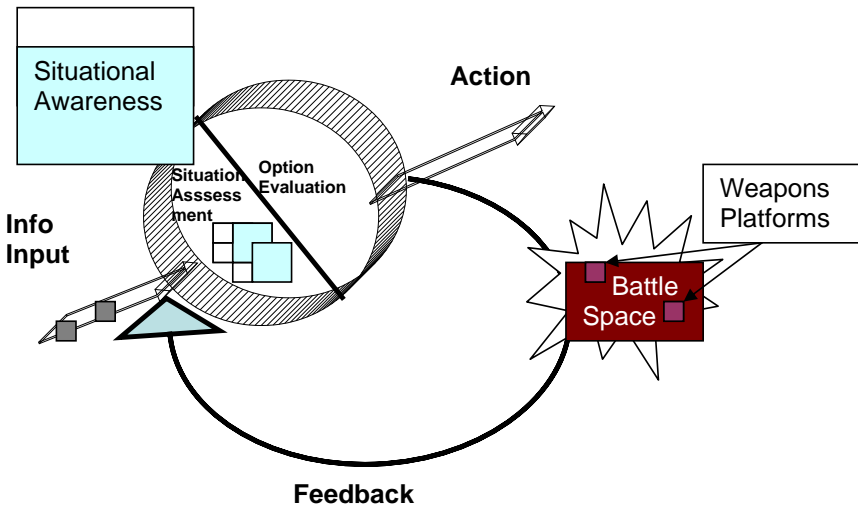 Situational
Awareness
Action
Option
Evaluation
Situation
Asssess
ment
Weapons
Platforms
Info
Input
Battle
Space
Feedback